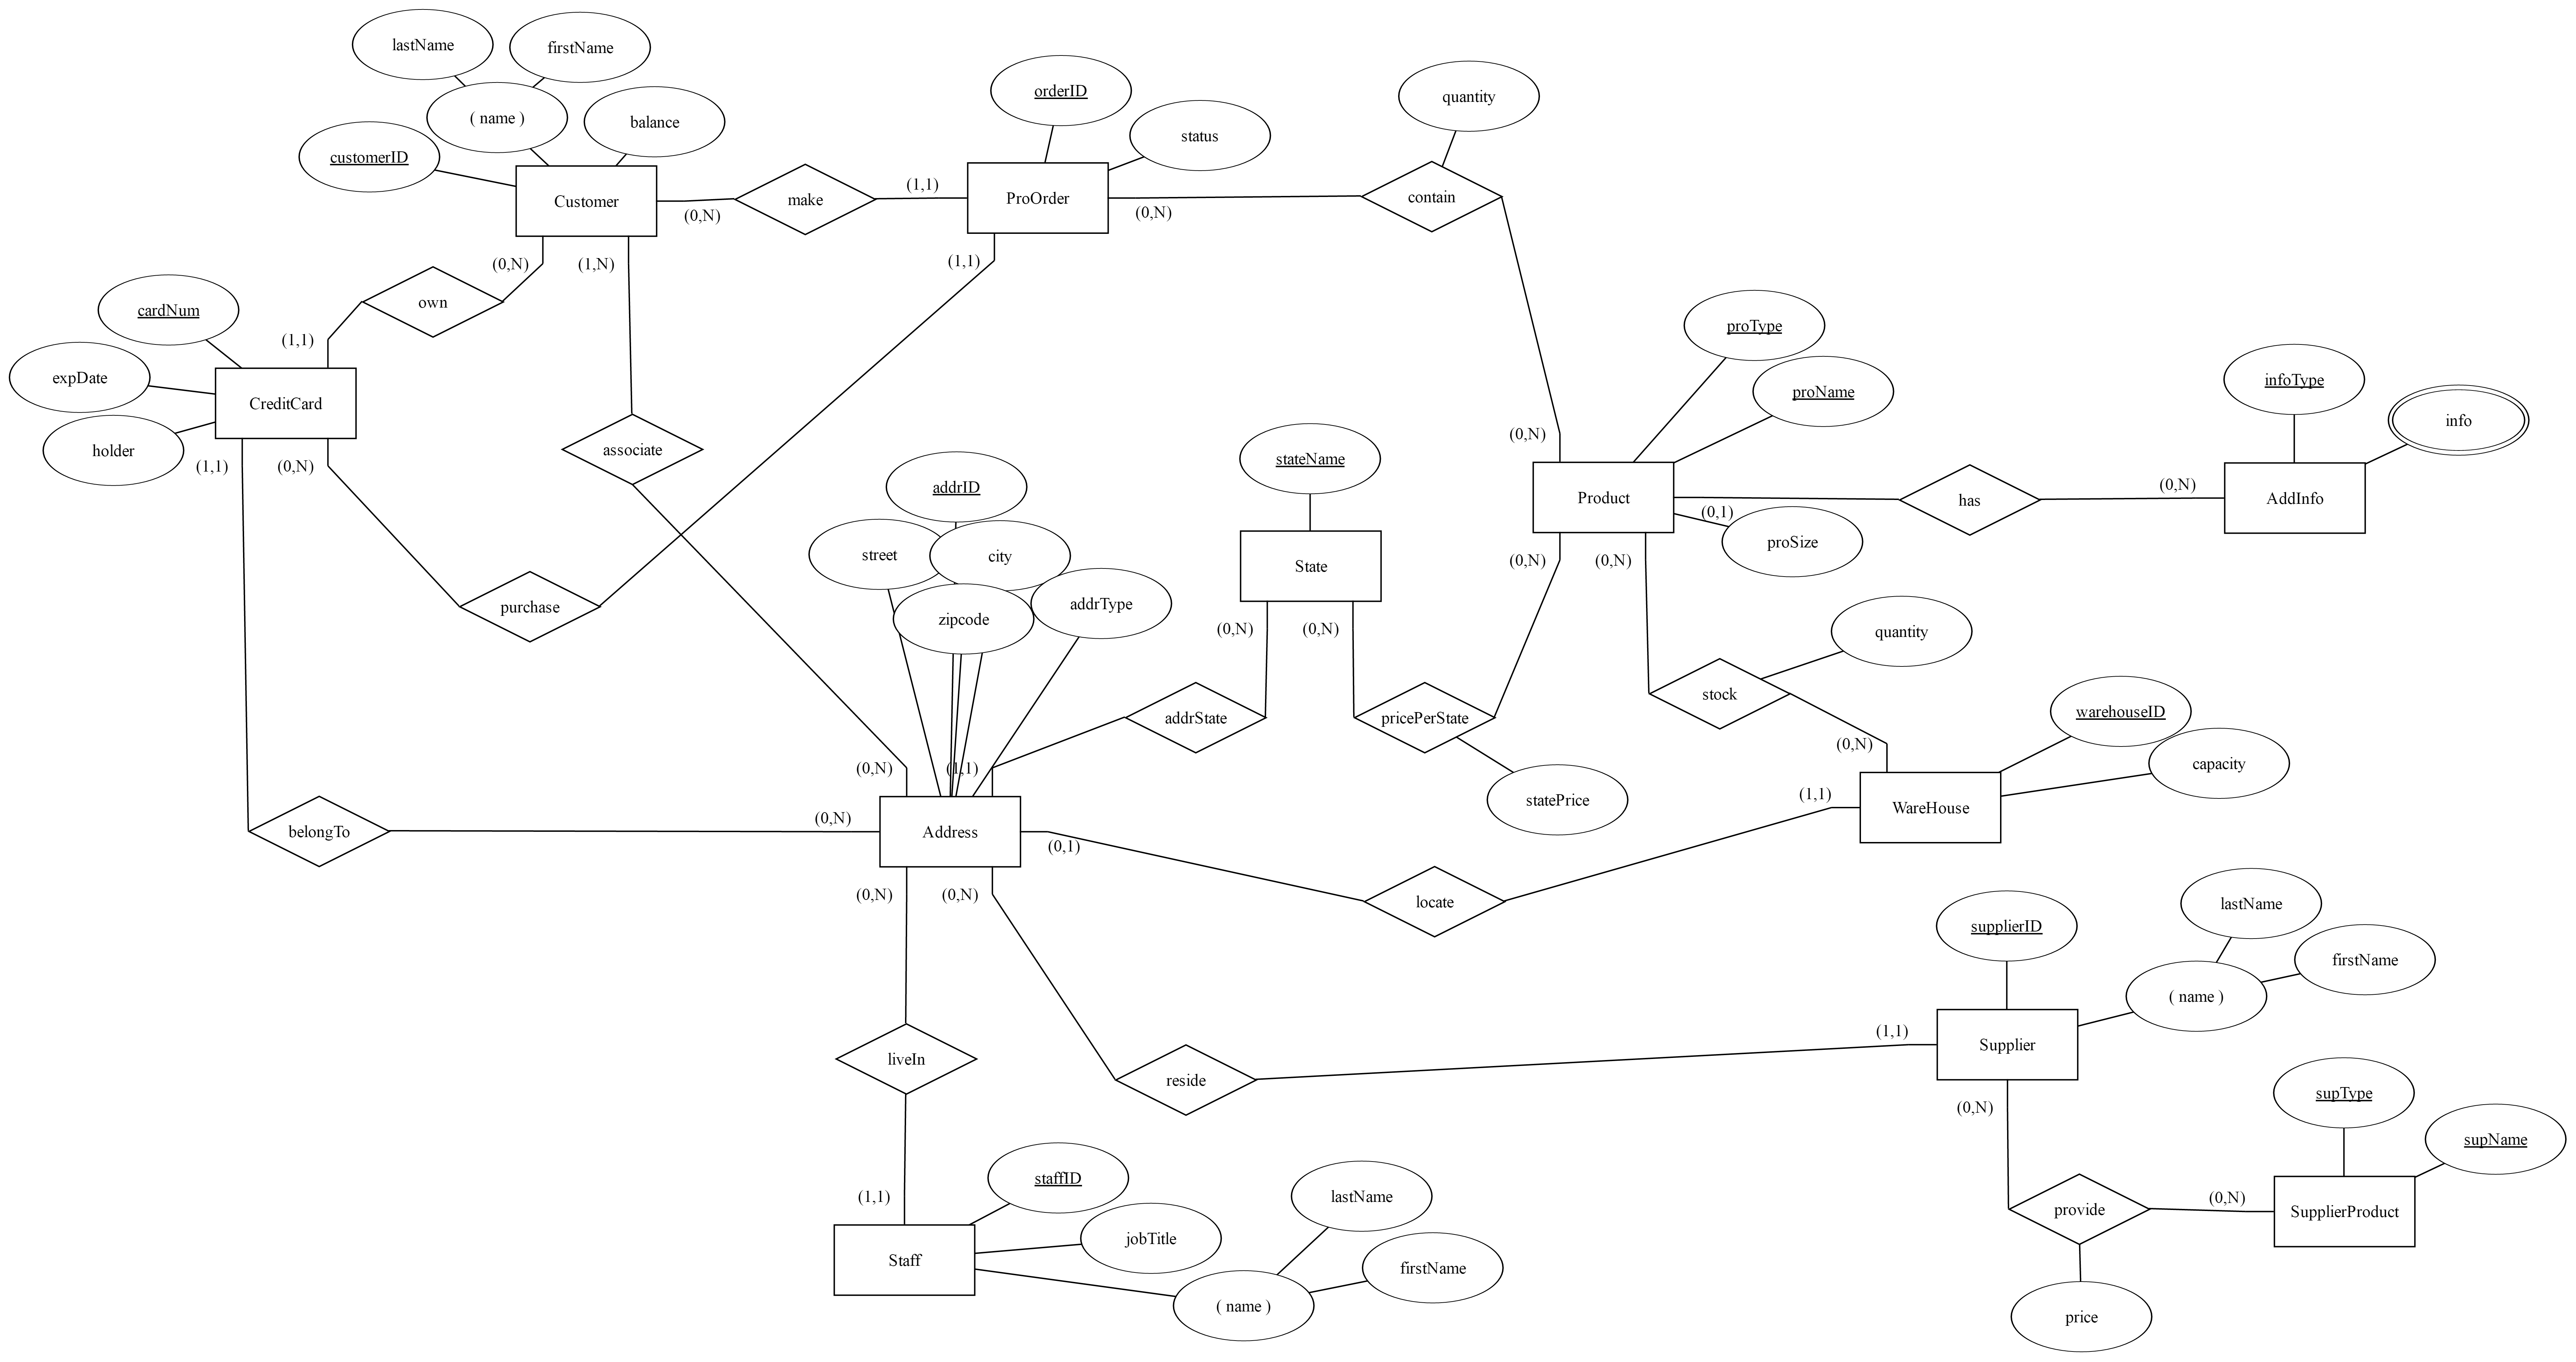 lastName
firstName
( name )
balance
customerID
Customer
(0,N)
make
(1,1)
orderID
status
ProOrder
(0,N)
quantity
contain
(0,N)
(1,N)
(1,1)
own
cardNum
(1,1)
expDate
CreditCard
holder
(1,1)
(0,N)
associate
purchase
proType
proName
(0,N)
Product
(0,1)
proSize
has
(0,N)
infoType
info
AddInfo
stateName
State
addrID
street
city
zipcode
addrType
(0,N)
(0,N)
(0,N)
(0,N)
addrState
pricePerState
statePrice
stock
quantity
warehouseID
capacity
(0,N)
WareHouse
(1,1)
(0,N)
(1,1)
belongTo
(0,N)
Address
(0,1)
(0,N)
(0,N)
locate
supplierID
lastName
firstName
( name )
Supplier
(1,1)
liveIn
reside
(0,N)
supType
supName
provide
(0,N)
SupplierProduct
price
(1,1)
staffID
jobTitle
Staff
lastName
firstName
( name )